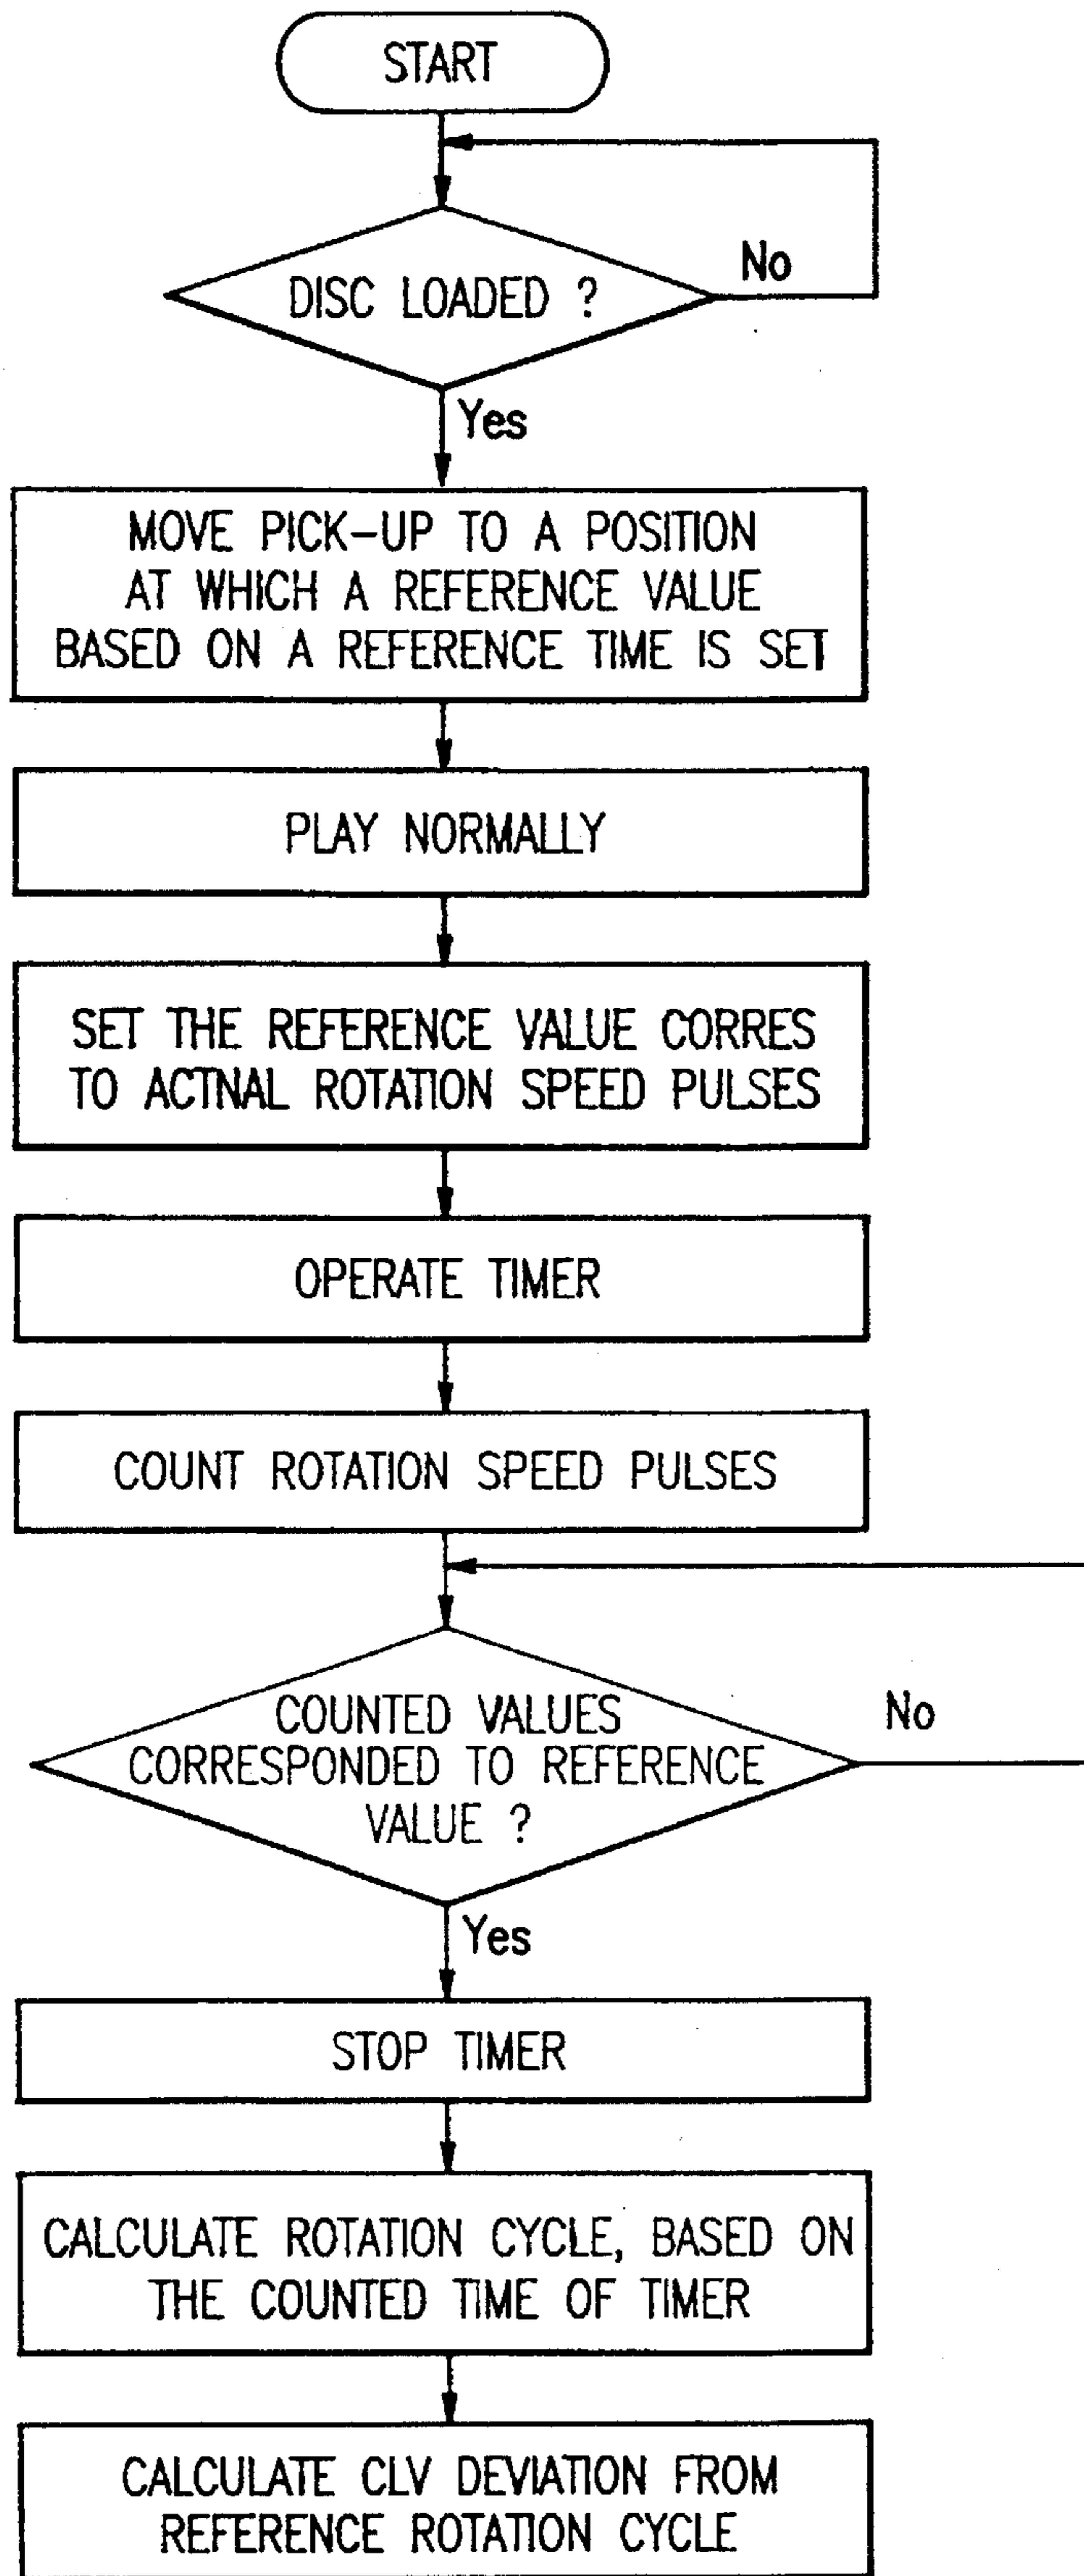 START
DISC LOADED ?
No
Yes
MOVE PICK-UP TO A POSITION
AT WHICH A REFERENCE VALUE
BASED ON A REFERENCE TIME IS SET
PLAY NORMALLY
SET THE REFERENCE VALUE CORRES
TO ACTNAL ROTATION SPEED PULSES
OPERATE TIMER
COUNT ROTATION SPEED PULSES
COUNTED VALUES
CORRESPONDED TO REFERENCE
VALUE ?
No
Yes
STOP TIMER
CALCULATE ROTATION CYCLE, BASED ON
THE COUNTED TIME OF TIMER
CALCULATE CLV DEVIATION FROM
REFERENCE ROTATION CYCLE